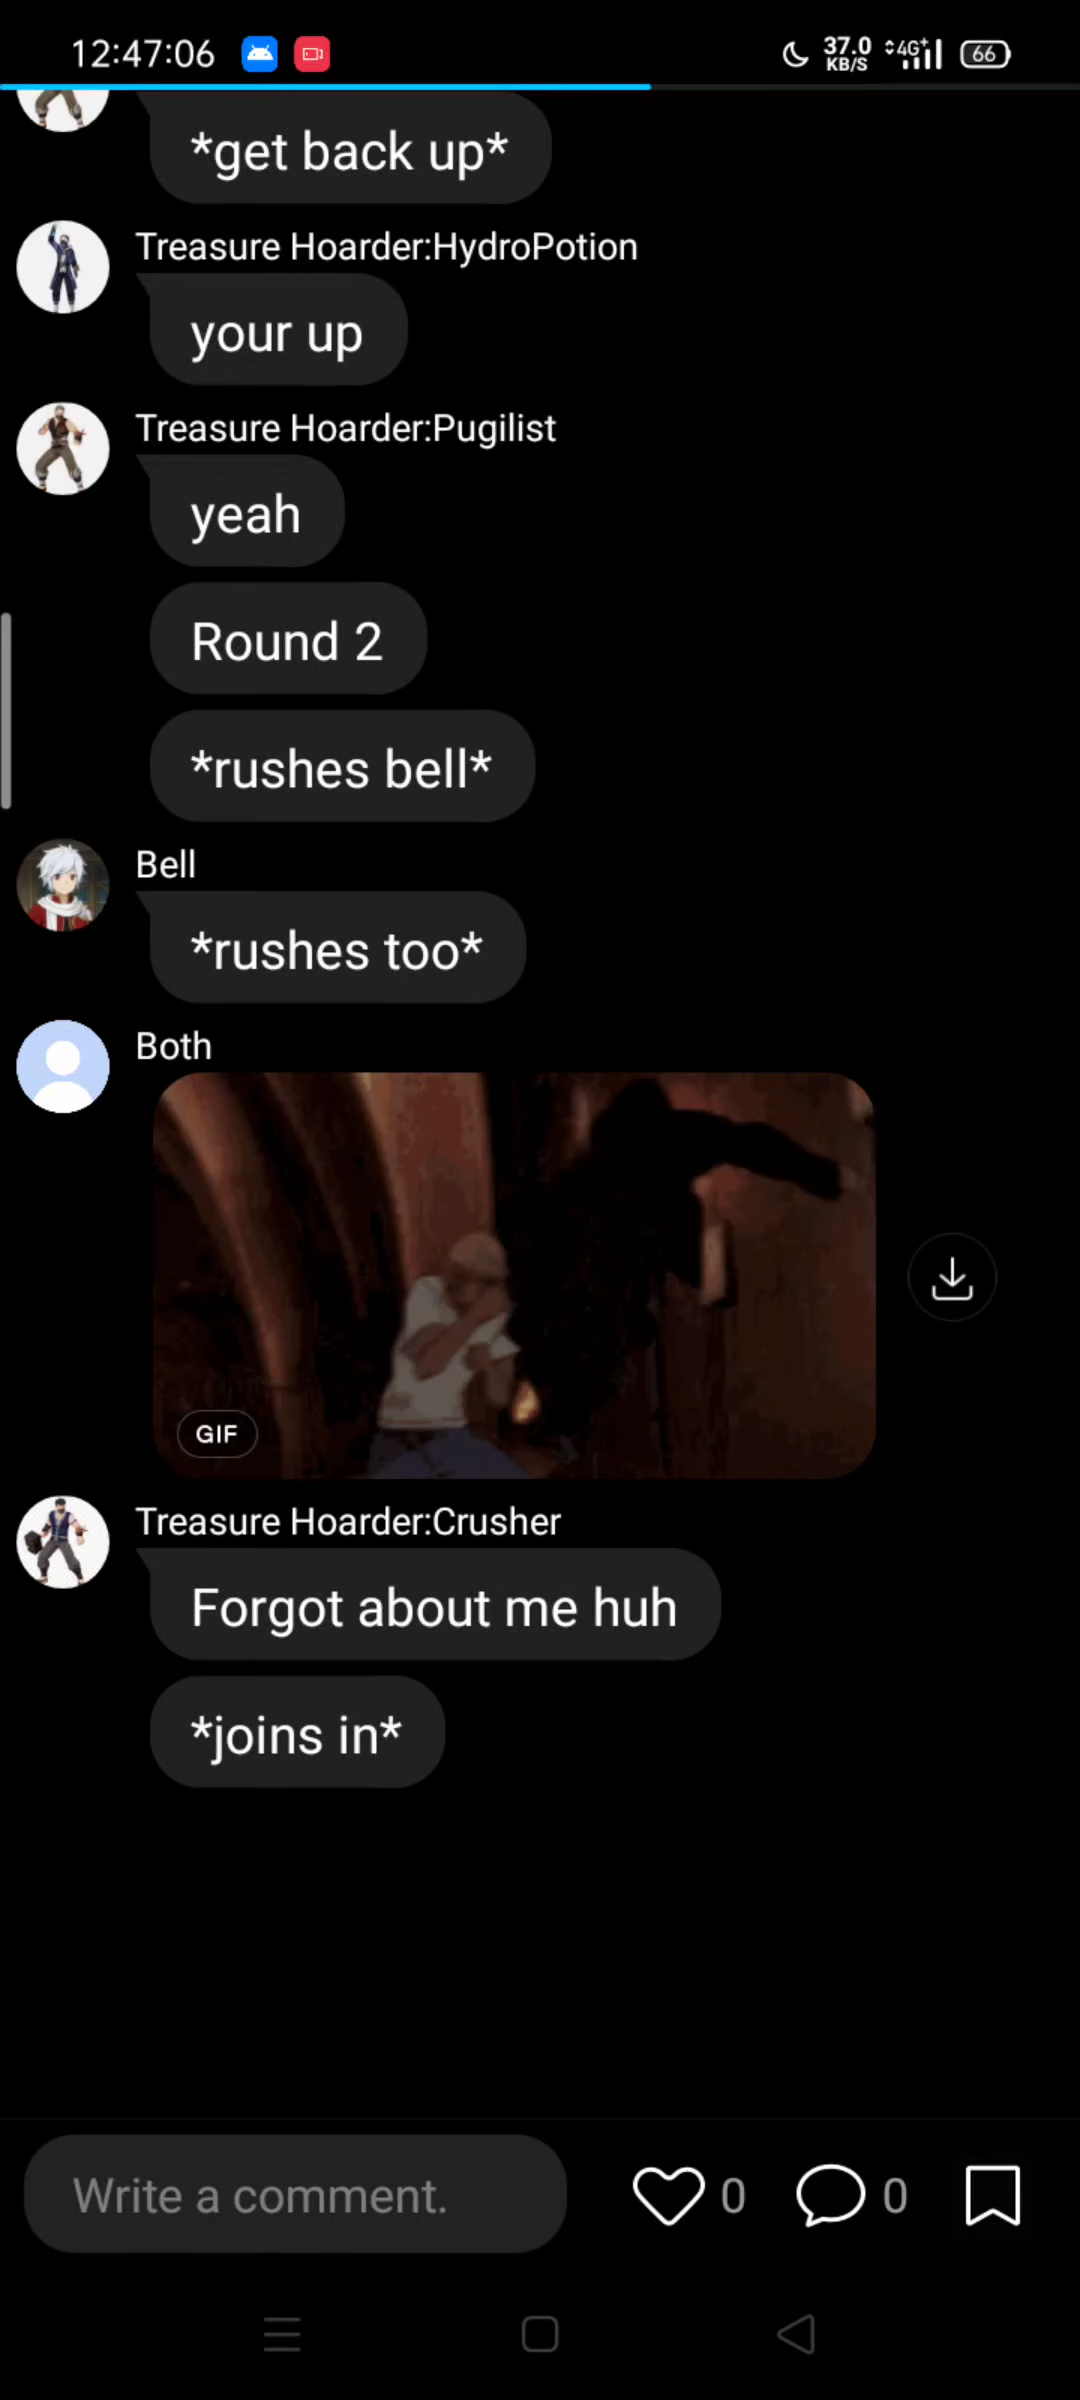 12:47:06
37.0
KB/S
4G+
66
*get back up*
Treasure Hoarder:HydroPotion
your up
Treasure Hoarder:Pugilist
yeah
Round 2
*rushes bell*
Bell
*rushes too*
Both
GIF
Treasure Hoarder:Crusher
Forgot about me huh
*joins in*
Write a comment.
0
0